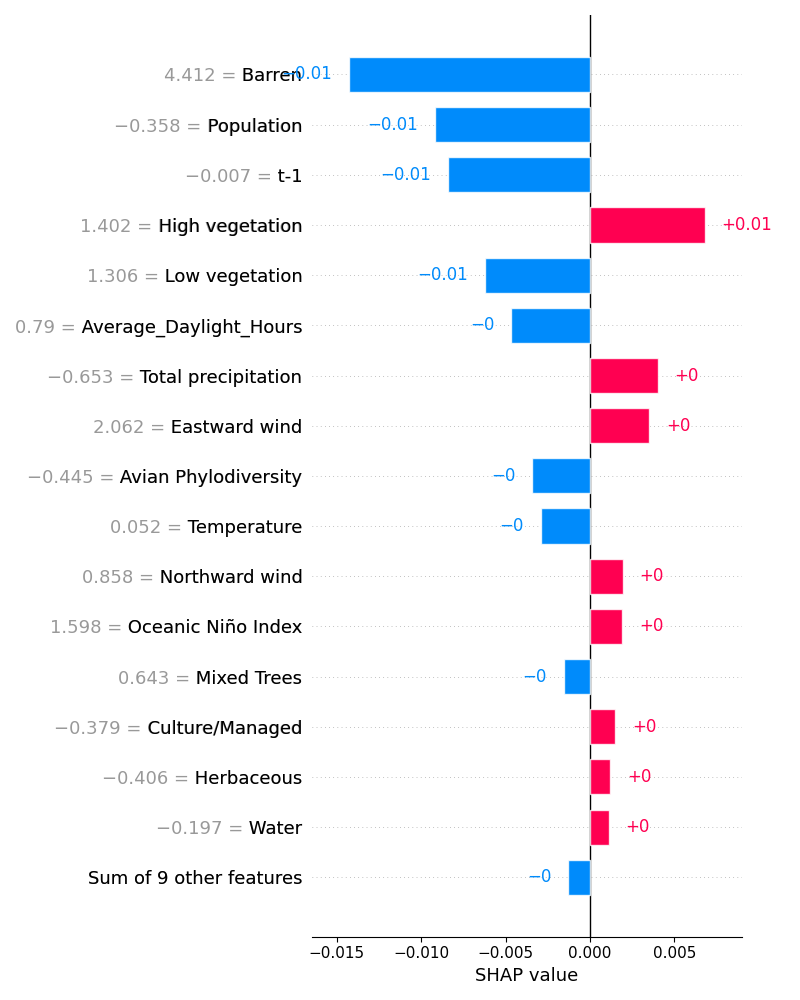 4.412 = Barren −0.01
−0.358 = Population −0.01
−0.007 = t-1 −0.01
1.402 = High vegetation +0.01
1.306 = Low vegetation −0.01
0.79 = Average_Daylight_Hours −0
−0.653 = Total precipitation +0
2.062 = Eastward wind +0
−0.445 = Avian Phylodiversity −0
0.052 = Temperature −0
0.858 = Northward wind +0
1.598 = Oceanic Niño Index +0
0.643 = Mixed Trees −0
−0.379 = Culture/Managed +0
−0.406 = Herbaceous +0
−0.197 = Water +0
Sum of 9 other features −0
−0.015 −0.010 −0.005 0.000 0.005
SHAP value